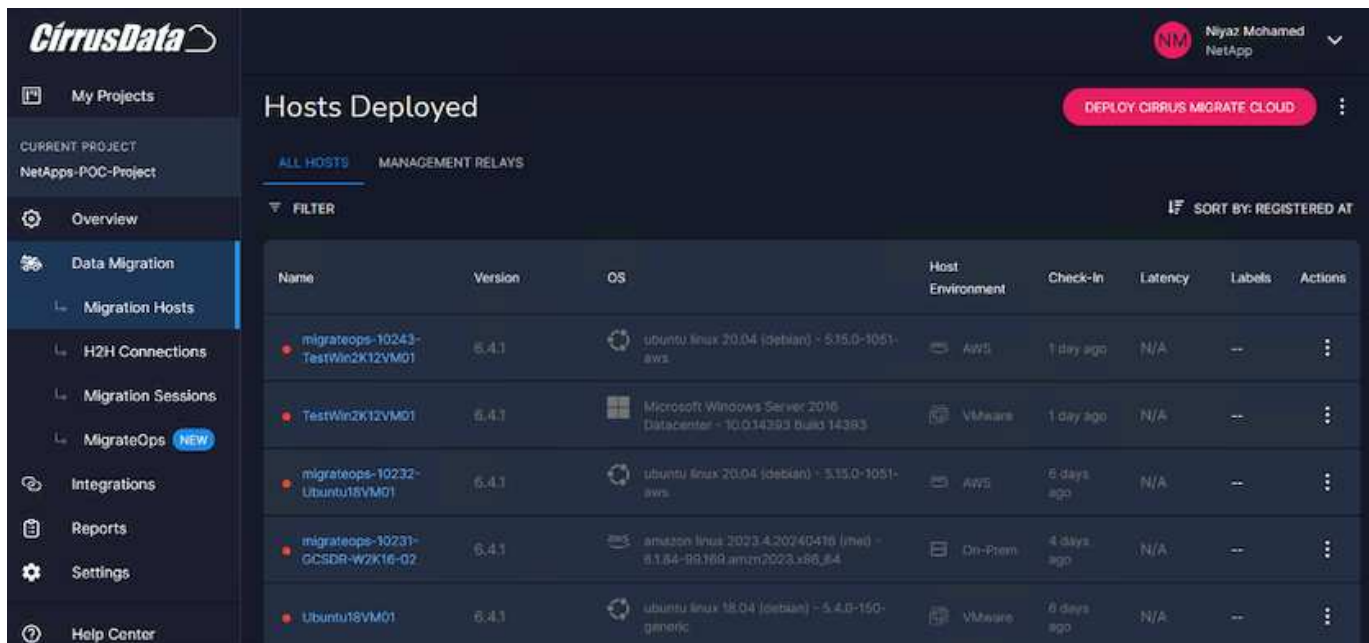 CirrusData
NM
Niyaz Mohamed
NetApp
My Projects
CURRENT PROJECT
NetApps-POC-Project
Overview
Data Migration
Migration Hosts
H2H Connections
Migration Sessions
MigrateOps NEW
Integrations
Reports
Settings
Help Center
Hosts Deployed
DEPLOY CIRRUS MIGRATE CLOUD
ALL HOSTS MANAGEMENT RELAYS
FILTER
SORT BY: REGISTERED AT
Name Version OS Host Environment Check-In Latency Labels Actions
migrateops-10243-
TestWin2K12VM01
6.4.1
ubuntu linux 20.04 (debian) - 5.15.0-1051-
aws
AWS
1 day ago
N/A
--
TestWin2K12VM01
6.4.1
Microsoft Windows Server 2016
Datacenter - 10.0.14393 Build 14393
VMware
1 day ago
N/A
--
migrateops-10232-
Ubuntu18VM01
6.4.1
ubuntu linux 20.04 (debian) - 5.15.0-1051-
aws
AWS
6 days
ago
N/A
--
migrateops-10231-
GCSDR-W2K16-02
6.4.1
amazon linux 2023.4.20240416 (rhel) -
6.1.84-99.169.amzn2023.x86_64
On-Prem
4 days
ago
N/A
--
Ubuntu18VM01
6.4.1
ubuntu linux 18.04 (debian) - 5.4.0-150-
generic
VMware
6 days
ago
N/A
--